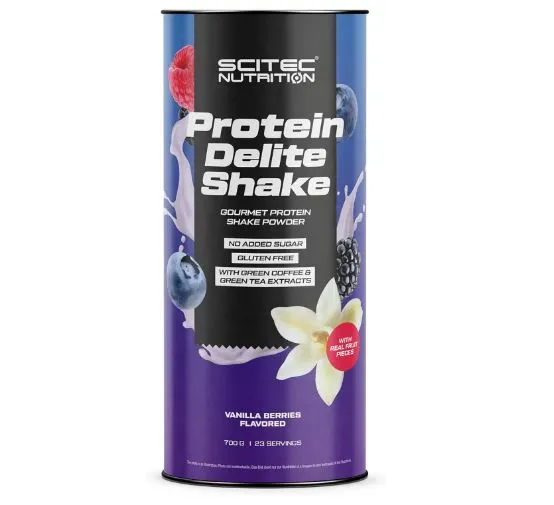 SCITEC
NUTRITION
Protein
Delite
Shake
GOURMET PROTEIN
SHAKE POWDER
NO ADDED SUGAR
GLUTEN FREE
WITH GREEN COFFEE &
GREEN TEA EXTRACTS
WITH
REAL FRUIT
PIECES
VANILLA BERRIES
FLAVORED
700 G | 23 SERVINGS